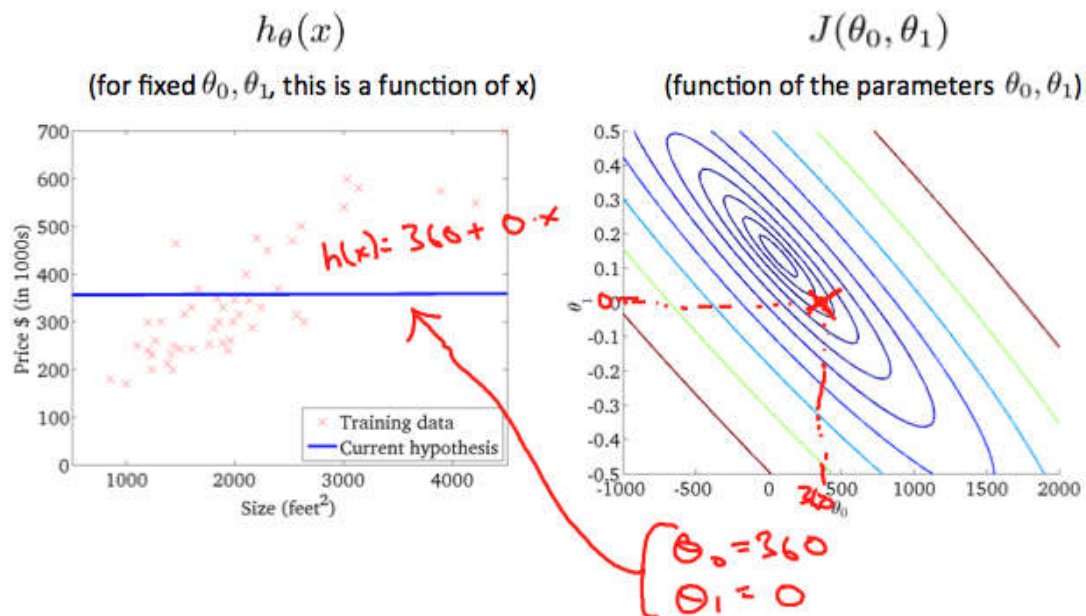 h_θ(x)
(for fixed θ₀, θ₁, this is a function of x)
700
600
500
400
300
200
100
0
Price $ (in 1000s)
1000
2000
3000
4000
Size (feet²)
Training data
Current hypothesis
h(x) = 360 + 0·x
J(θ₀, θ₁)
(function of the parameters θ₀, θ₁)
0.5
0.4
0.3
0.2
0.1
0
-0.1
-0.2
-0.3
-0.4
-0.5
θ₁
0
-1000
-500
0
500
1000
1500
2000
360
θ₀
θ₀ = 360
θ₁ = 0